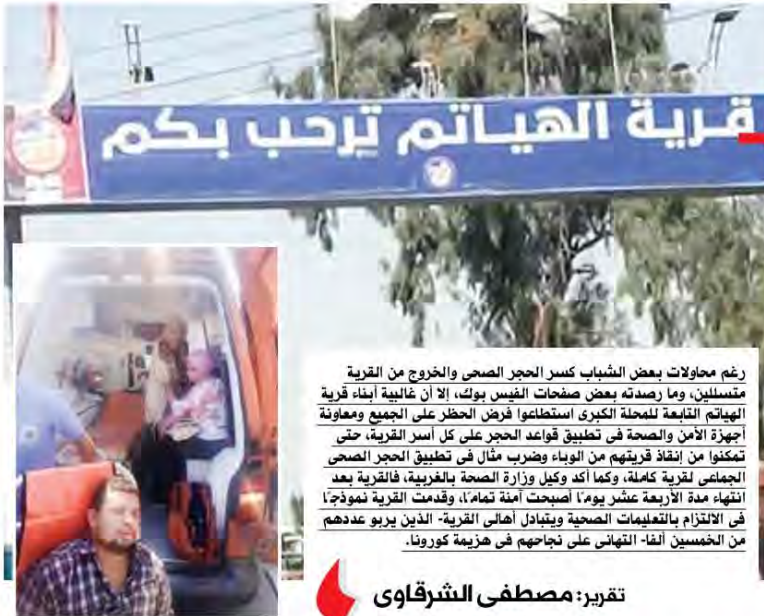 قرية الهياتم ترحب بكم
رغم محاولات بعض الشباب كسر الحجر الصحى والخروج من القرية
متسللين، وما رصدته بعض صفحات الفيس بوك، إلا أن غالبية أبناء قرية
الهياتم التابعة للمحلة الكبرى استطاعوا فرض الحظر على الجميع ومعاونة
أجهزة الأمن والصحة فى تطبيق قواعد الحجر على كل أسر القرية، حتى
تمكنوا من إنقاذ قريتهم من الوباء وضرب مثال فى تطبيق الحجر الصحى
الجماعى لقرية كاملة، وكما أكد وكيل وزارة الصحة بالغربية، فالقرية بعد
انتهاء مدة الأربعة عشر يومًا أصبحت آمنة تمامًا، وقدمت القرية نموذجًا
فى الالتزام بالتعليمات الصحية ويتبادل أهالى القرية- الذين يربو عددهم
من الخمسين ألفا- التهانى على نجاحهم فى هزيمة كورونا.
تقرير: مصطفى الشرقاوى